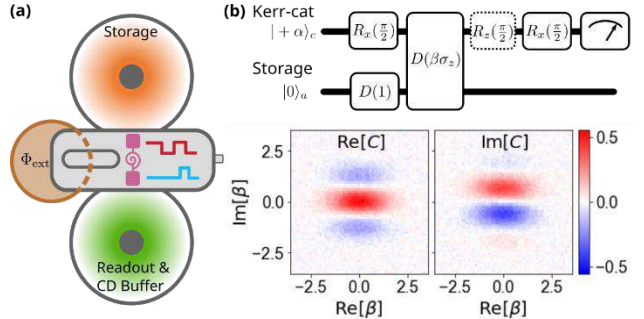 (a)
Storage
Φext
Readout &
CD Buffer
(b)
Kerr-cat
|+α⟩c
Rx(π/2)
D(βσz)
Rz(π/2)
Rx(π/2)
Storage
|0⟩a
D(1)
Re[C]
Im[C]
Im[β]
2.5
0.0
−2.5
−2.5
0.0
2.5
Re[β]
−2.5
0.0
2.5
Re[β]
0.5
0.0
−0.5